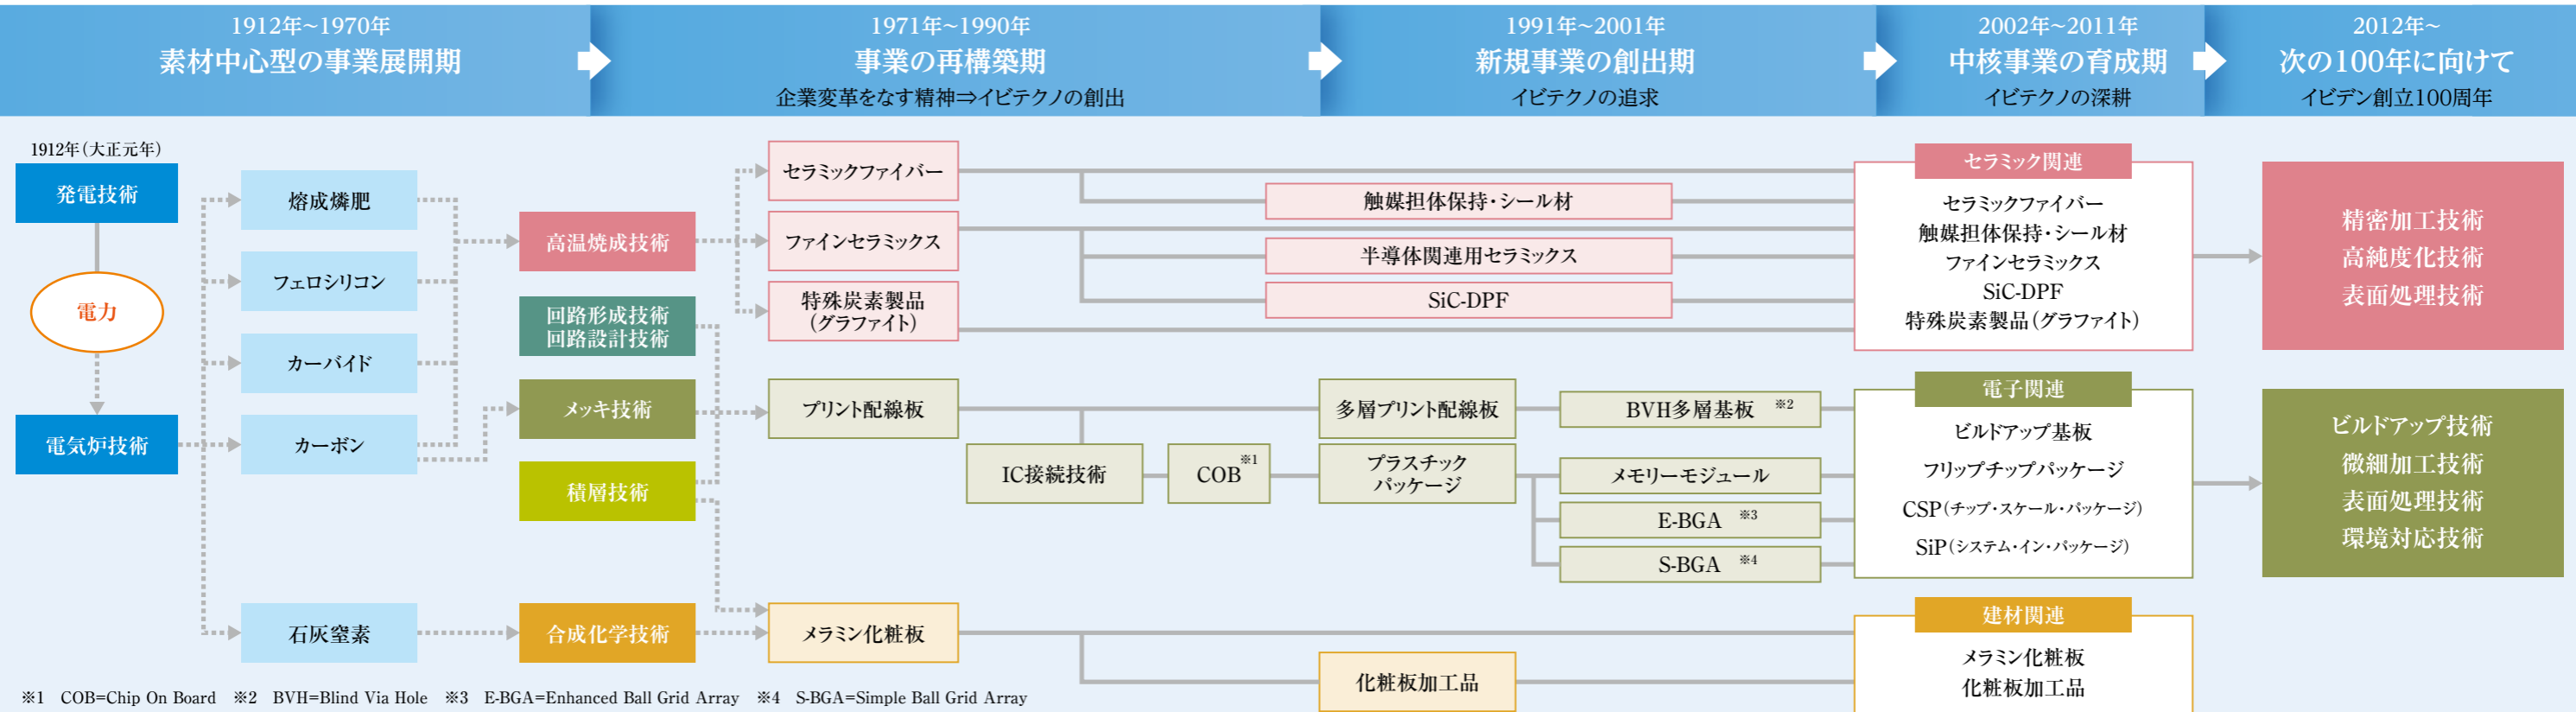 1912年~1970年
素材中心型の事業展開期
1971年~1990年
事業の再構築期
企業変革をなす精神⇒イビテクノの創出
1991年~2001年
新規事業の創出期
イビテクノの追求
2002年~2011年
中核事業の育成期
イビテクノの深耕
2012年~
次の100年に向けて
イビデン創立100周年
1912年(大正元年)
発電技術
電力
電気炉技術
熔成燐肥
フェロシリコン
カーバイド
カーボン
石灰窒素
高温焼成技術
回路形成技術
回路設計技術
メッキ技術
積層技術
合成化学技術
セラミックファイバー
ファインセラミックス
特殊炭素製品
(グラファイト)
プリント配線板
IC接続技術
COB ※1
メラミン化粧板
触媒担体保持・シール材
半導体関連用セラミックス
SiC-DPF
多層プリント配線板
プラスチック
パッケージ
BVH多層基板 ※2
メモリーモジュール
E-BGA ※3
S-BGA ※4
化粧板加工品
セラミック関連
セラミックファイバー
触媒担体保持・シール材
ファインセラミックス
SiC-DPF
特殊炭素製品(グラファイト)
電子関連
ビルドアップ基板
フリップチップパッケージ
CSP(チップ・スケール・パッケージ)
SiP(システム・イン・パッケージ)
建材関連
メラミン化粧板
化粧板加工品
精密加工技術
高純度化技術
表面処理技術
ビルドアップ技術
微細加工技術
表面処理技術
環境対応技術
※1 COB=Chip On Board ※2 BVH=Blind Via Hole ※3 E-BGA=Enhanced Ball Grid Array ※4 S-BGA=Simple Ball Grid Array